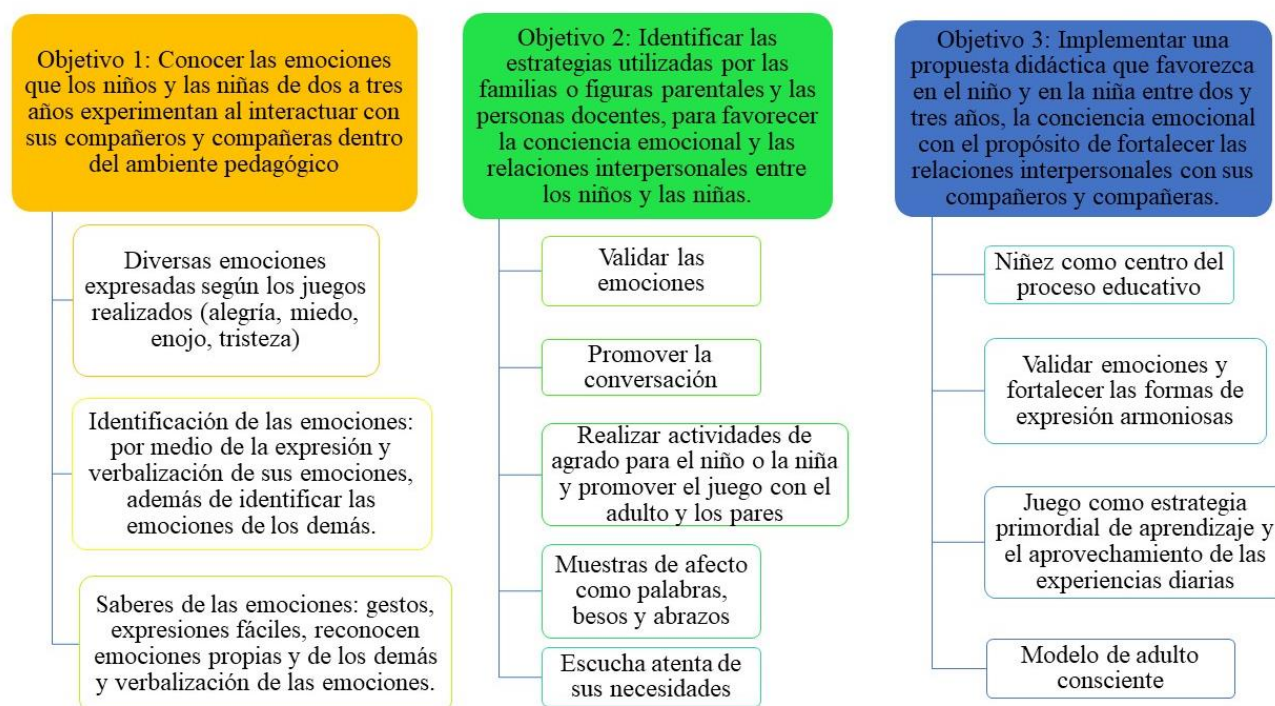 Objetivo 1: Conocer las emociones
que los niños y las niñas de dos a tres
años experimentan al interactuar con
sus compañeros y compañeras dentro
del ambiente pedagógico
Diversas emociones
expresadas según los juegos
realizados (alegría, miedo,
enojo, tristeza)
Identificación de las emociones:
por medio de la expresión y
verbalización de sus emociones,
además de identificar las
emociones de los demás.
Saberes de las emociones: gestos,
expresiones fáciles, reconocen
emociones propias y de los demás
y verbalización de las emociones.
Objetivo 2: Identificar las
estrategias utilizadas por las
familias o figuras parentales y las
personas docentes, para favorecer
la conciencia emocional y las
relaciones interpersonales entre
los niños y las niñas.
Validar las
emociones
Promover la
conversación
Realizar actividades de
agrado para el niño o la niña
y promover el juego con el
adulto y los pares
Muestras de afecto
como palabras,
besos y abrazos
Escucha atenta de
sus necesidades
Objetivo 3: Implementar una
propuesta didáctica que favorezca
en el niño y en la niña entre dos y
tres años, la conciencia emocional
con el propósito de fortalecer las
relaciones interpersonales con sus
compañeros y compañeras.
Niñez como centro del
proceso educativo
Validar emociones y
fortalecer las formas de
expresión armoniosas
Juego como estrategia
primordial de aprendizaje y
el aprovechamiento de las
experiencias diarias
Modelo de adulto
consciente